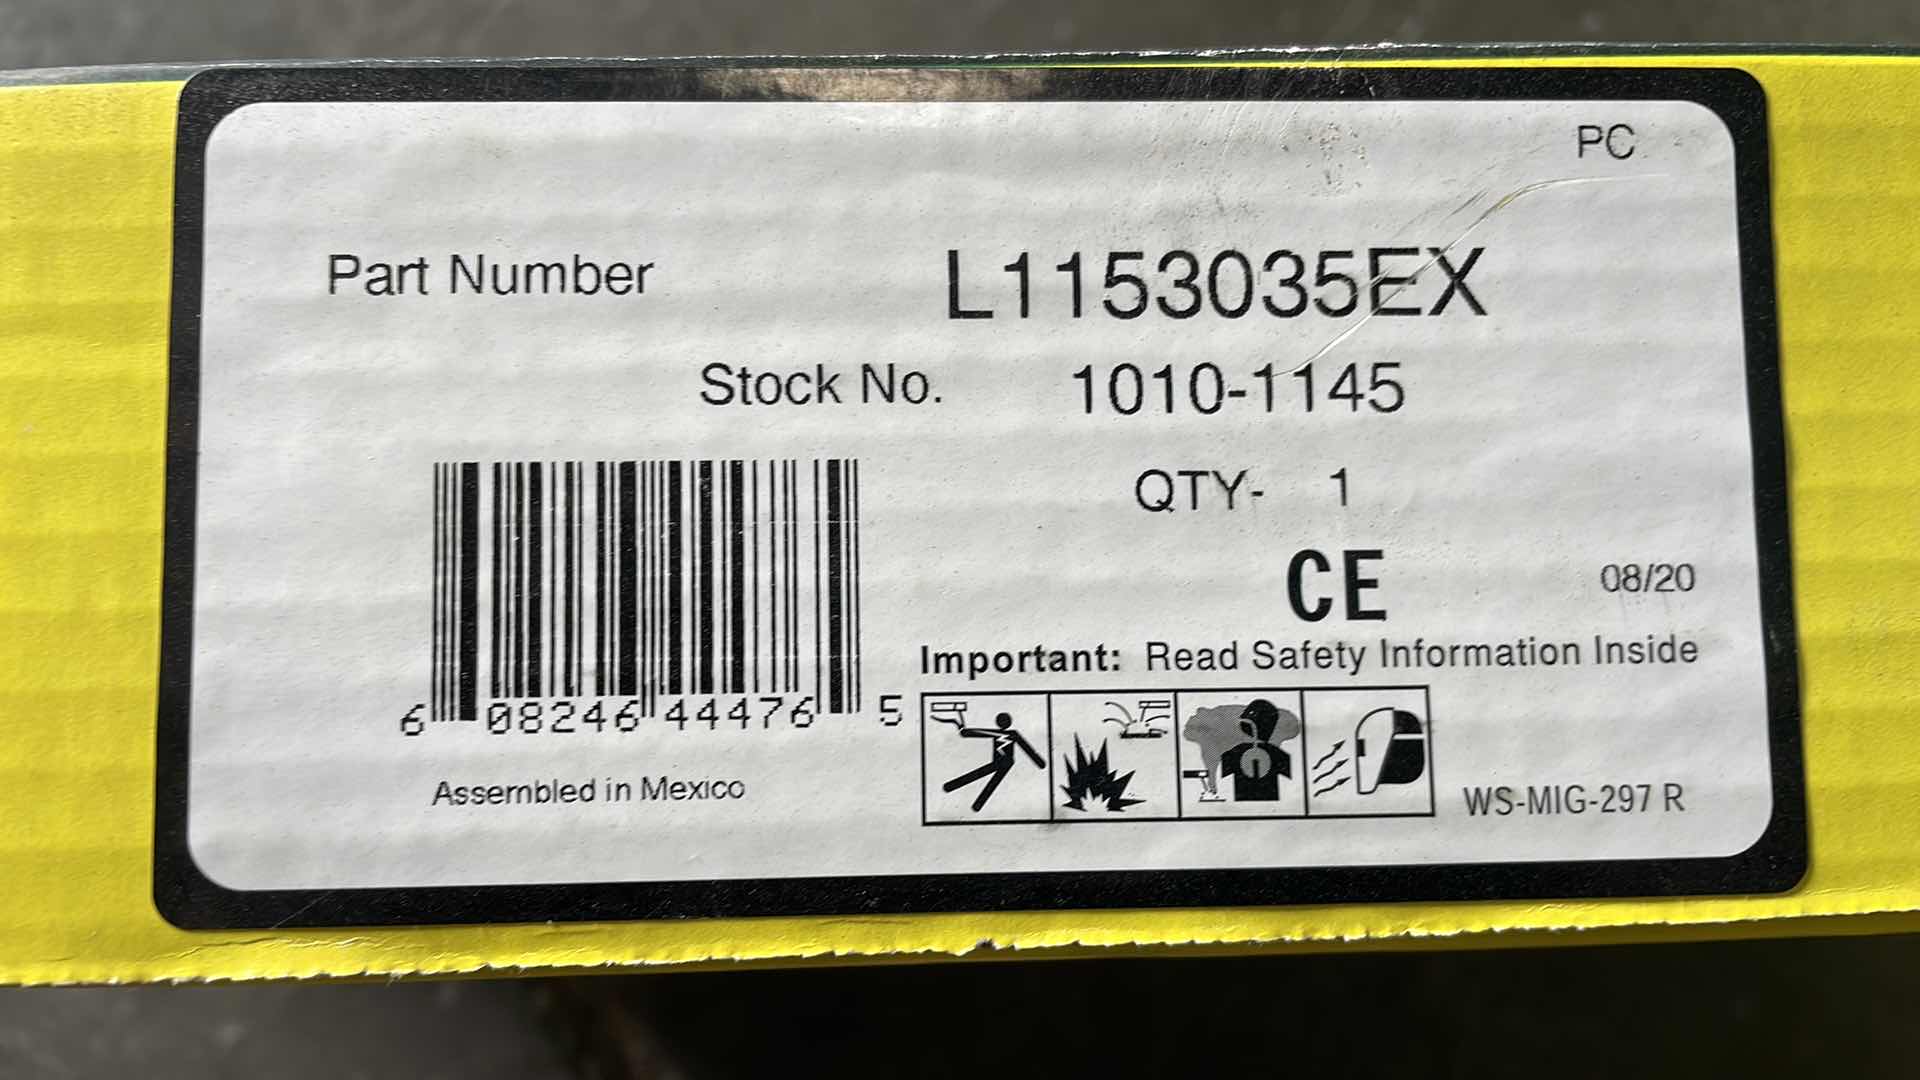 PC
Part Number L1153035EX
Stock No. 1010-1145
QTY- 1
CE 08/20
Important: Read Safety Information Inside
6 08246 44476 5
Assembled in Mexico
WS-MIG-297 R